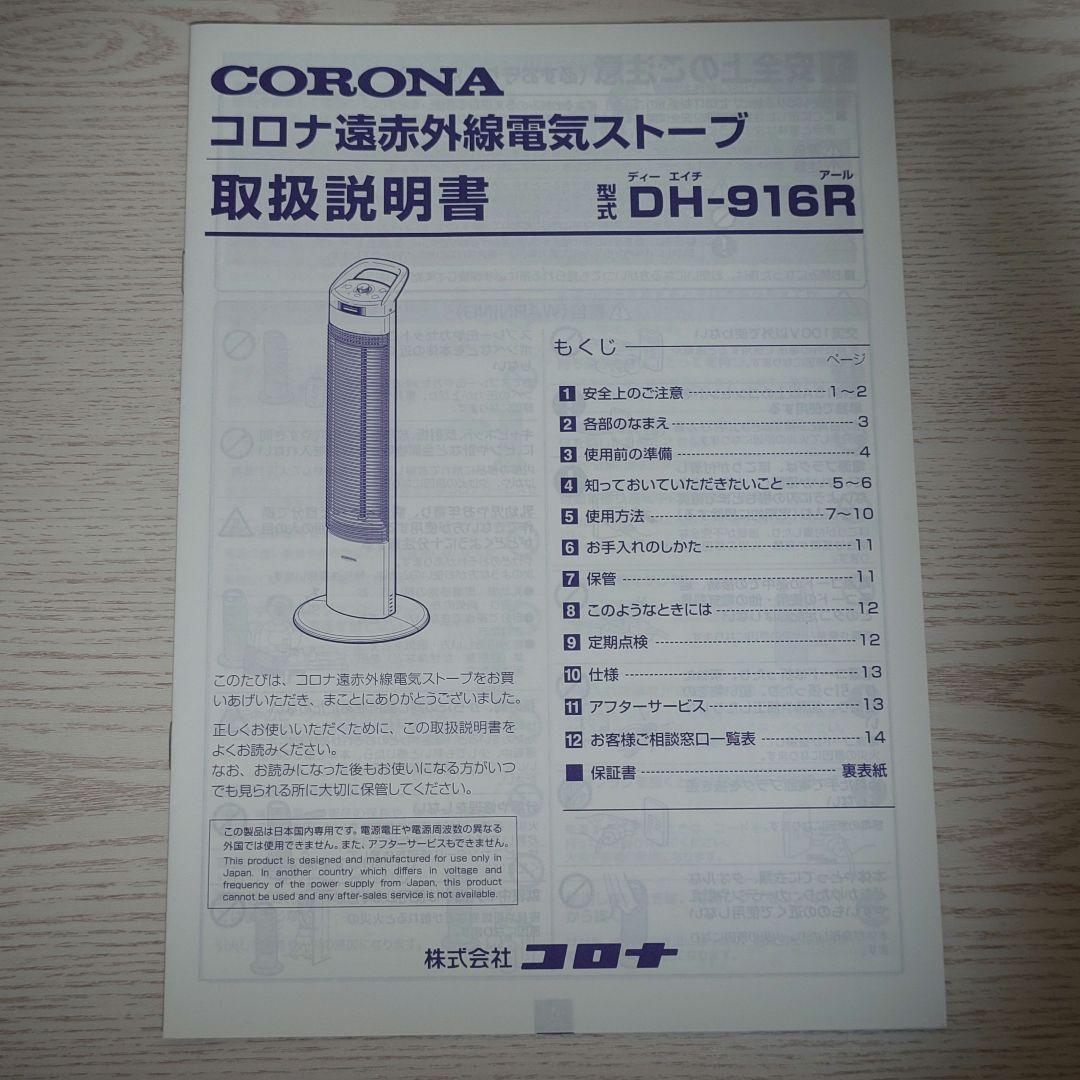 CORONA
コロナ遠赤外線電気ストーブ
取扱説明書
型式
ディー エイチ アール
DH-916R
もくじ
ページ
1 安全上のご注意 1～2
2 各部のなまえ 3
3 使用前の準備 4
4 知っておいていただきたいこと 5～6
5 使用方法 7～10
6 お手入れのしかた 11
7 保管 11
8 このようなときには 12
9 定期点検 12
10 仕様 13
11 アフターサービス 13
12 お客様ご相談窓口一覧表 14
■ 保証書 裏表紙
このたびは、コロナ遠赤外線電気ストーブをお買
いあげいただき、まことにありがとうございました。
正しくお使いいただくために、この取扱説明書を
よくお読みください。
なお、お読みになった後もお使いになる方がいつ
でも見られる所に大切に保管してください。
この製品は日本国内専用です。電源電圧や電源周波数の異なる
外国では使用できません。また、アフターサービスもできません。
This product is designed and manufactured for use only in
Japan. In another country which differs in voltage and
frequency of the power supply from Japan, this product
cannot be used and any after-sales service is not available.
株式会社 コロナ